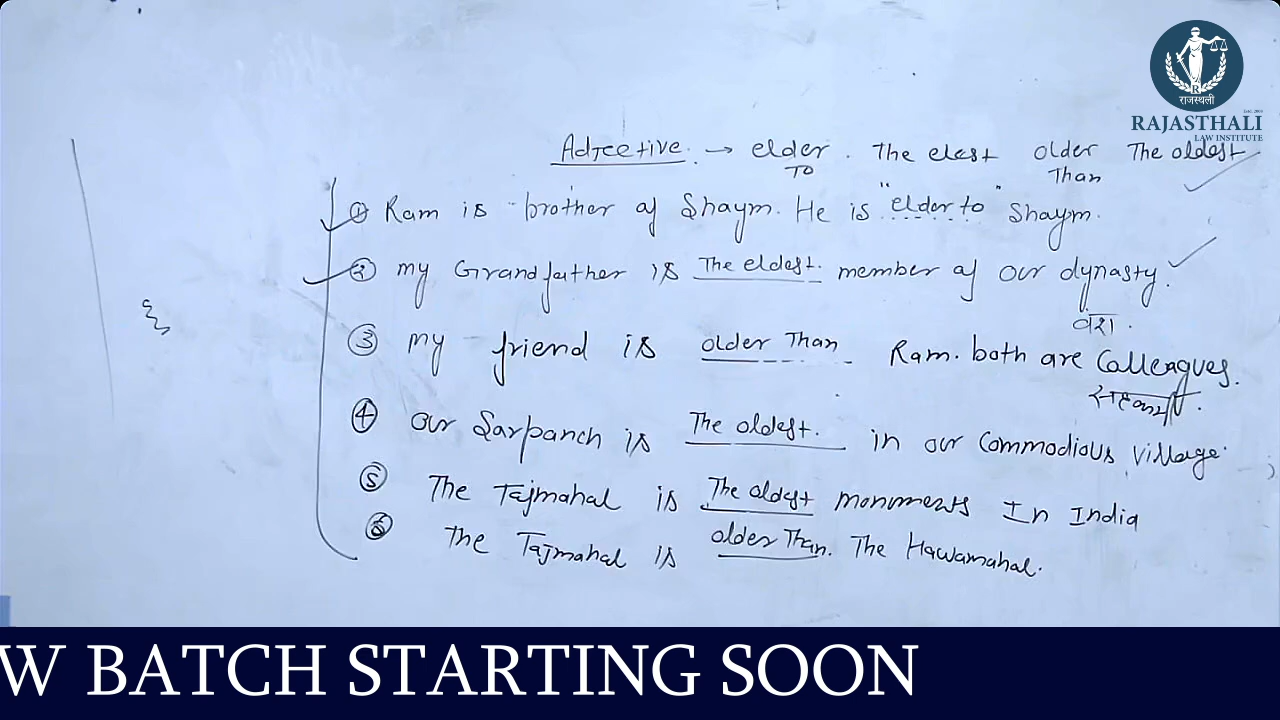 राजस्थली
Estd. 2003
RAJASTHALI
LAW INSTITUTE
Adjective. → elder. The elest older The oldest
To Than
① Ram is brother of Shaym. He is "elder to" Shaym.
② my Grandfather is The eldest. member of our dynasty.
वंश.
③ my friend is older Than Ram. both are Colleagues.
सहकर्मी.
④ Our Sarpanch is The oldest. in our Commodious village.
⑤ The Tajmahal is The oldest monuments In India
⑥ The Tajmahal is older Than. The Hawamahal.
W BATCH STARTING SOON